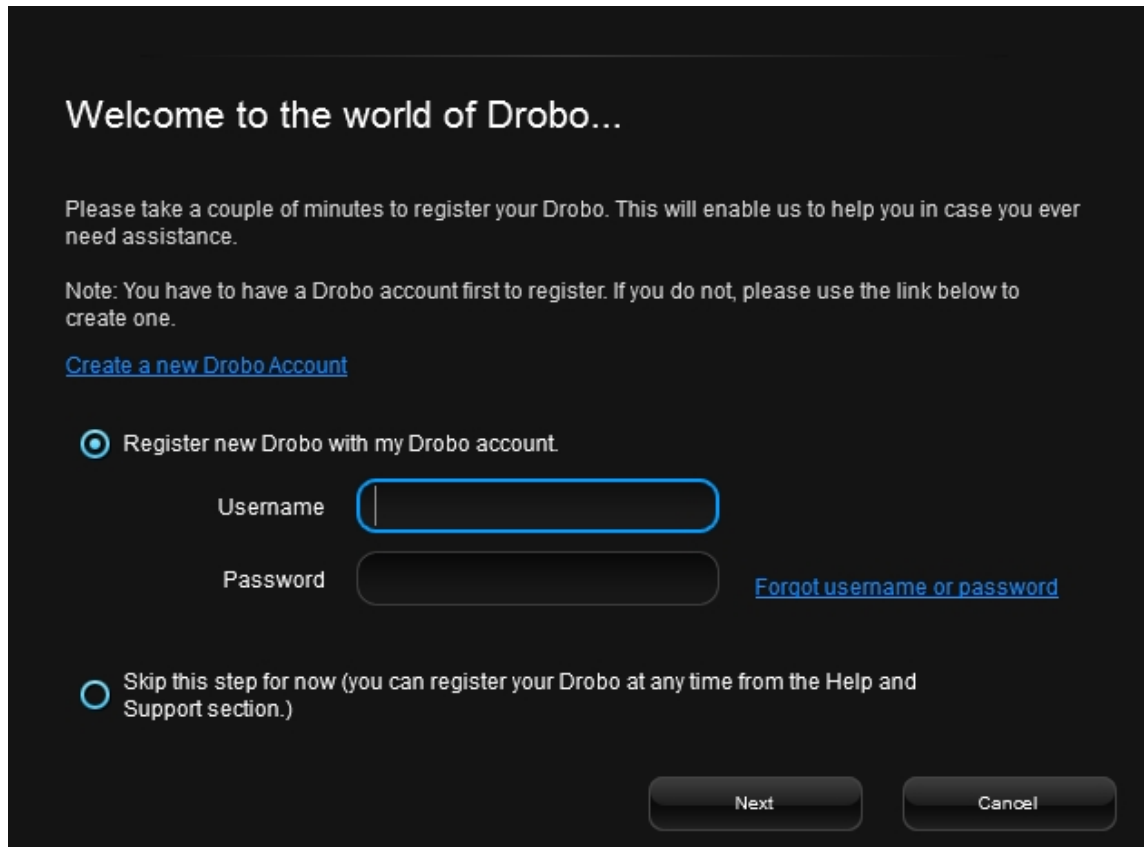 Welcome to the world of Drobo...
Please take a couple of minutes to register your Drobo. This will enable us to help you in case you ever
need assistance.
Note: You have to have a Drobo account first to register. If you do not, please use the link below to
create one.
Create a new Drobo Account
Register new Drobo with my Drobo account.
Username
Password
Forgot username or password
Skip this step for now (you can register your Drobo at any time from the Help and
Support section.)
Next
Cancel